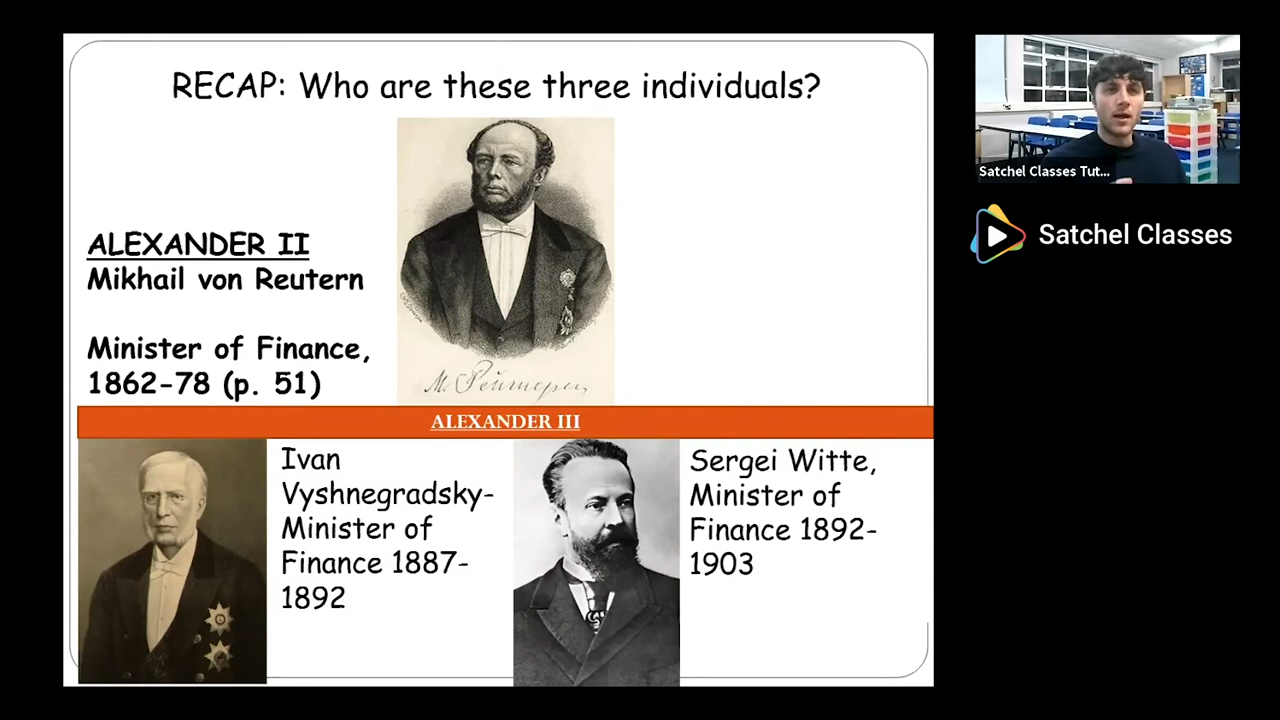 RECAP: Who are these three individuals?
ALEXANDER II
Mikhail von Reutern
Minister of Finance,
1862-78 (p. 51)
ALEXANDER III
Ivan
Vyshnegradsky-
Minister of
Finance 1887-
1892
Sergei Witte,
Minister of
Finance 1892-
1903
Satchel Classes Tut...
Satchel Classes